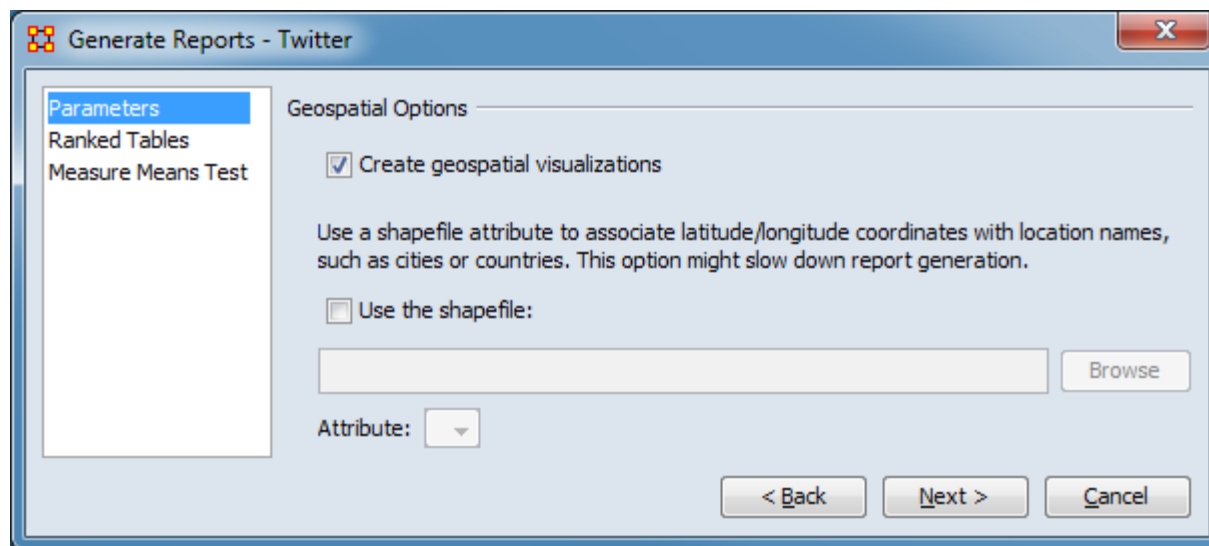 Generate Reports - Twitter
Parameters
Ranked Tables
Measure Means Test
Geospatial Options
Create geospatial visualizations
Use a shapefile attribute to associate latitude/longitude coordinates with location names,
such as cities or countries. This option might slow down report generation.
Use the shapefile:
Browse
Attribute:
< Back
Next >
Cancel